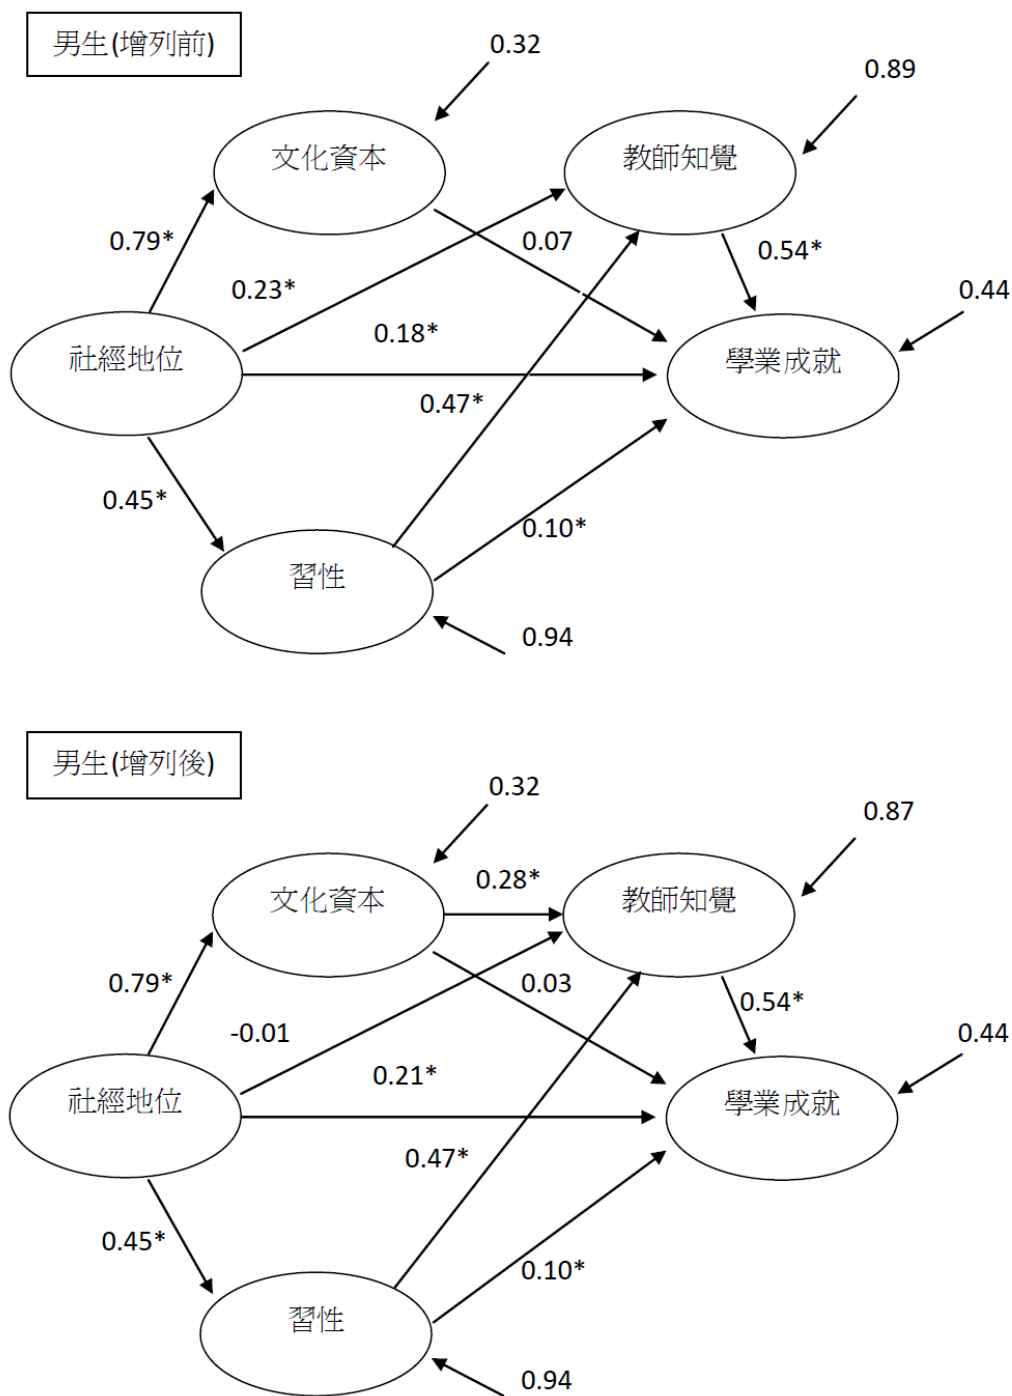 男生(增列前)
0.32
0.89
文化資本
教師知覺
0.79*
0.07
0.54*
0.23*
0.44
0.18*
社經地位
學業成就
0.47*
0.45*
0.10*
習性
0.94
男生(增列後)
0.32
0.87
0.28*
文化資本
教師知覺
0.79*
0.03
0.54*
-0.01
0.44
0.21*
社經地位
學業成就
0.47*
0.45*
0.10*
習性
0.94